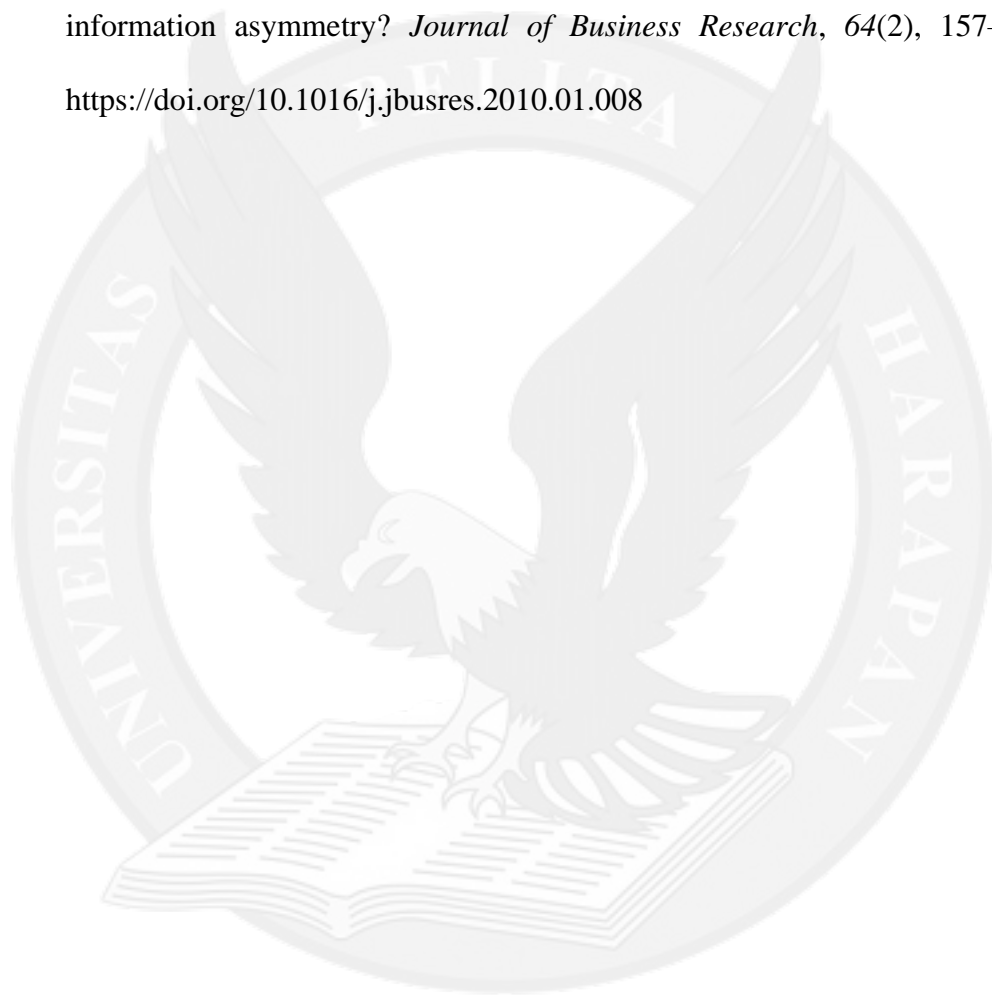 information asymmetry? Journal of Business Research, 64(2), 157–
https://doi.org/10.1016/j.jbusres.2010.01.008
UNIVERSITAS PELITA HARAPAN